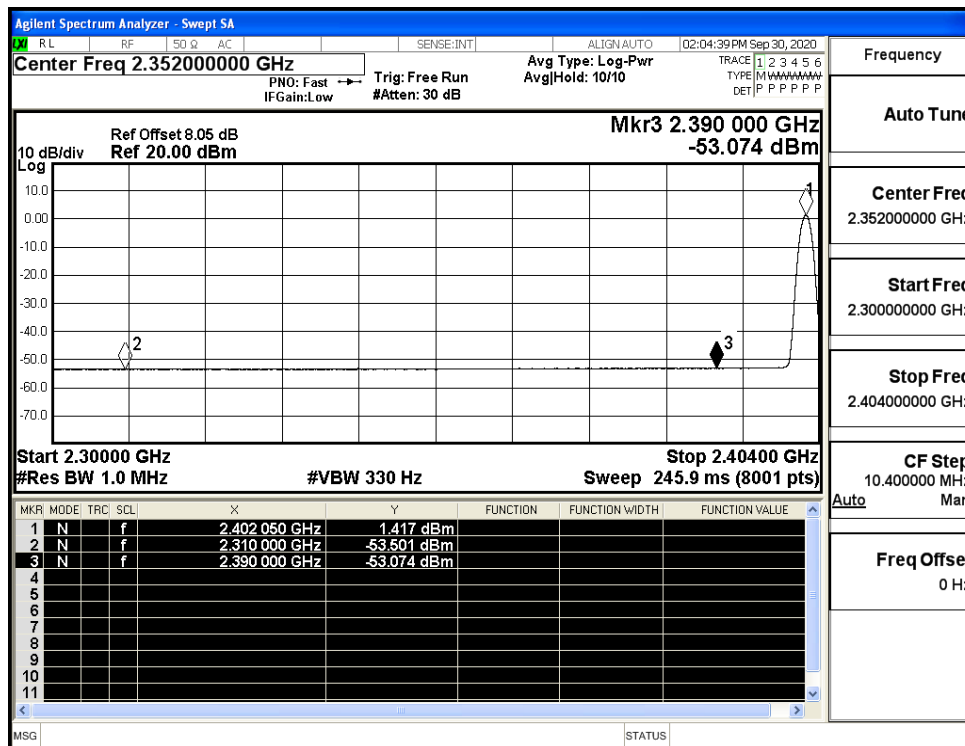 Agilent Spectrum Analyzer - Swept SA
LXI RL RF 50 Ω AC SENSE:INT ALIGN AUTO 02:04:39 PM Sep 30, 2020
Center Freq 2.352000000 GHz
PNO: Fast
IFGain:Low
Trig: Free Run
#Atten: 30 dB
Avg Type: Log-Pwr
Avg|Hold: 10/10
TRACE 1 2 3 4 5 6
TYPE M W W W W W
DET P P P P P P
Ref Offset 8.05 dB
10 dB/div Ref 20.00 dBm
Log
Mkr3 2.390 000 GHz
-53.074 dBm
10.0
0.00
-10.0
-20.0
-30.0
-40.0
-50.0
-60.0
-70.0
1
2
3
Start 2.30000 GHz Stop 2.40400 GHz
#Res BW 1.0 MHz #VBW 330 Hz Sweep 245.9 ms (8001 pts)
MKR MODE TRC SCL X Y FUNCTION FUNCTION WIDTH FUNCTION VALUE
1 N f 2.402 050 GHz 1.417 dBm
2 N f 2.310 000 GHz -53.501 dBm
3 N f 2.390 000 GHz -53.074 dBm
4
5
6
7
8
9
10
11
MSG STATUS
Frequency
Auto Tune
Center Freq
2.352000000 GHz
Start Freq
2.300000000 GHz
Stop Freq
2.404000000 GHz
CF Step
10.400000 MHz
Auto Man
Freq Offset
0 Hz